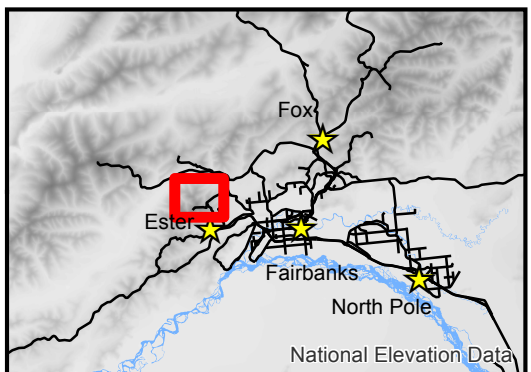 Fox
Ester
Fairbanks
North Pole
National Elevation Data